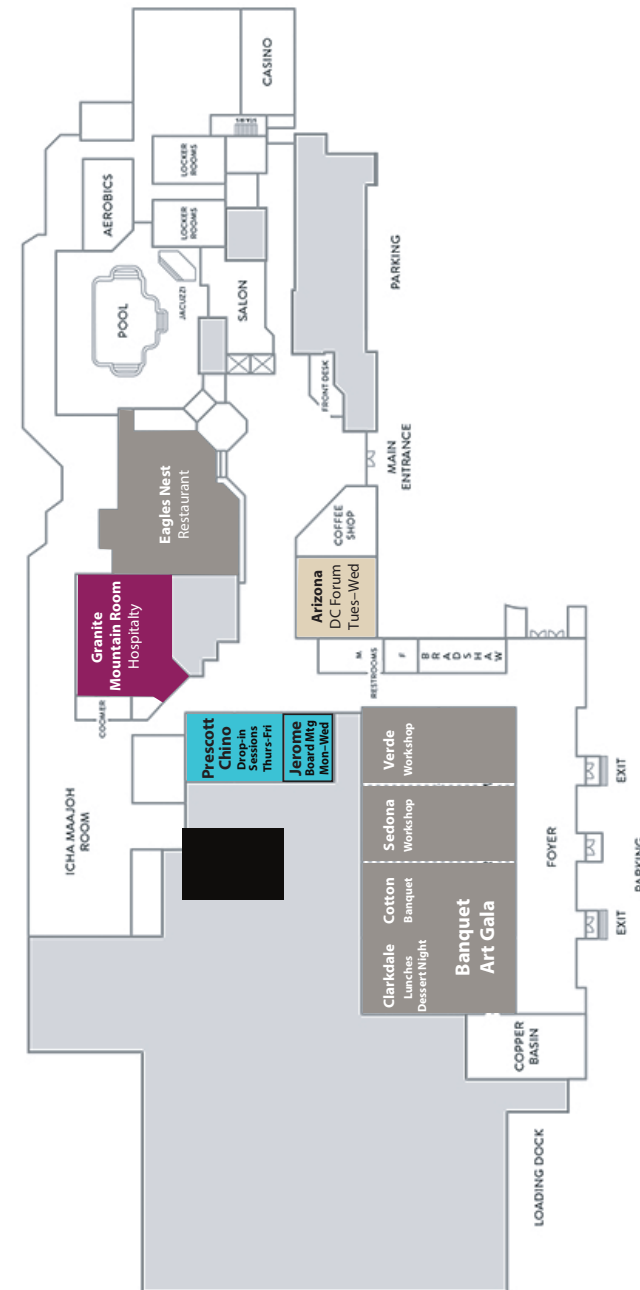 CASINO
STAIRS
LOCKER
ROOMS
LOCKER
ROOMS
AEROBICS
JACUZZI
POOL
SALON
PARKING
FRONT DESK
MAIN
ENTRANCE
COFFEE
SHOP
Eagles Nest
Restaurant
Granite
Mountain Room
Hospitalty
Arizona
DC Forum
Tues–Wed
M
RESTROOMS
F
BRADSHAW
COOMER
Prescott
Chino
Drop-in
Sessions
Thurs-Fri
Jerome
Board Mtg
Mon–Wed
Verde
Workshop
Sedona
Workshop
Cotton
Banquet
Clarkdale
Lunches
Dessert Night
Banquet
Art Gala
ICHA MAAJOH
ROOM
FOYER
EXIT
PARKING
EXIT
COPPER
BASIN
LOADING DOCK